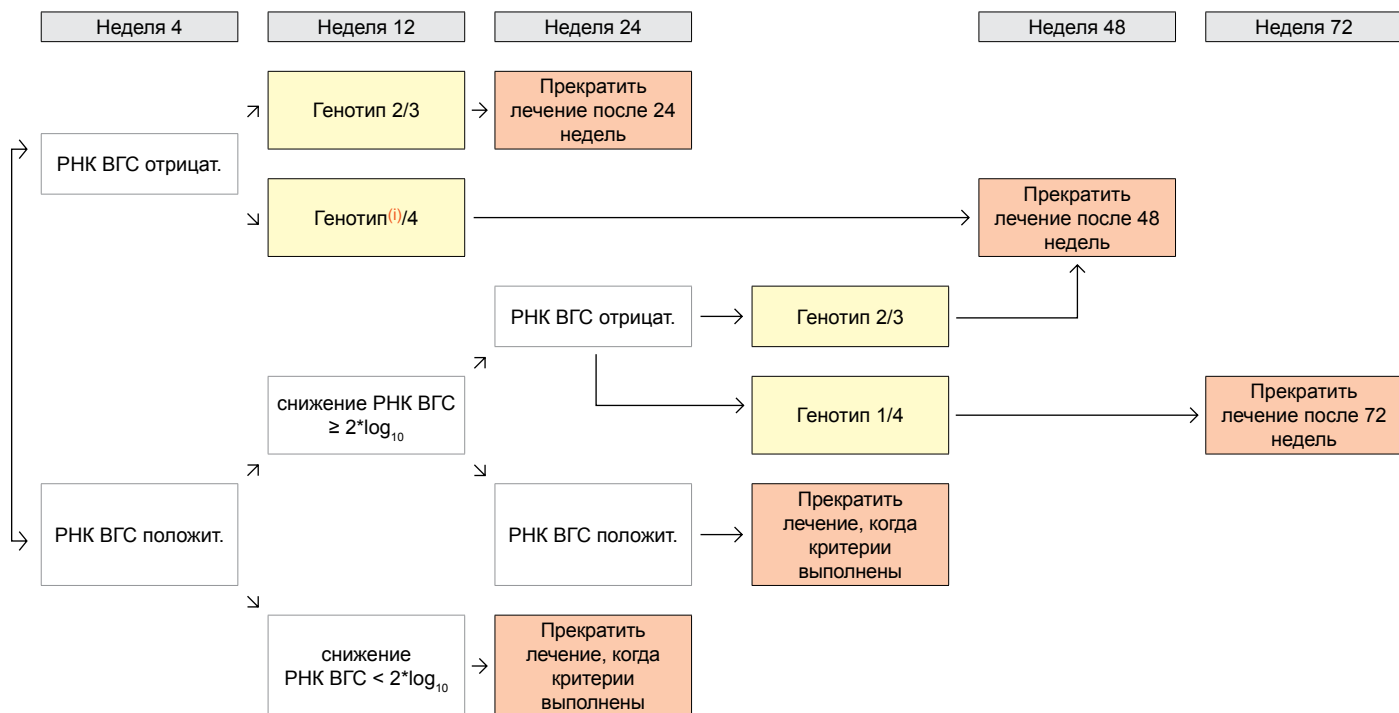 Неделя 4
Неделя 12
Неделя 24
Неделя 48
Неделя 72
РНК ВГС отрицат.
Генотип 2/3
Прекратить
лечение после 24
недель
Генотип(i)/4
Прекратить
лечение после 48
недель
РНК ВГС отрицат.
Генотип 2/3
снижение РНК ВГС
≥ 2*log10
Генотип 1/4
Прекратить
лечение после 72
недель
РНК ВГС положит.
РНК ВГС положит.
Прекратить
лечение, когда
критерии
выполнены
снижение
РНК ВГС < 2*log10
Прекратить
лечение, когда
критерии
выполнены